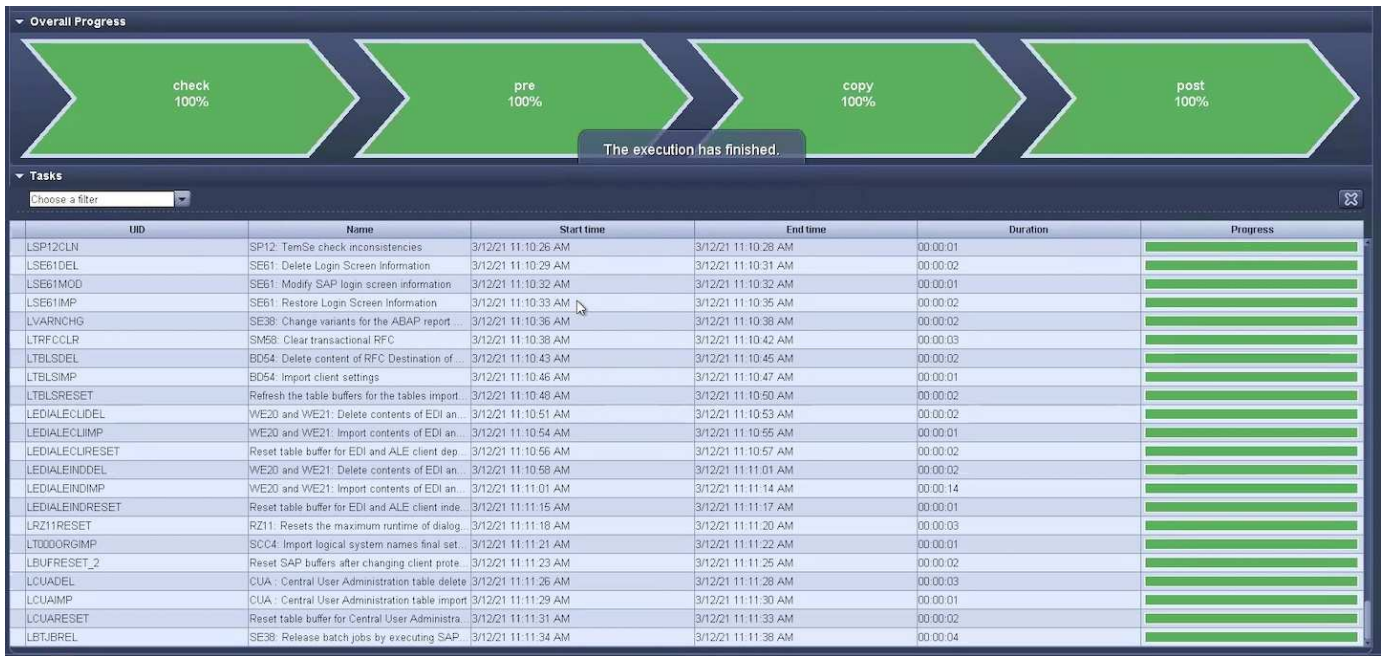 Overall Progress
check
100%
pre
100%
copy
100%
post
100%
The execution has finished.
Tasks
Choose a filter
UID Name Start time End time Duration Progress
LSP12CLN SP12: TemSe check inconsistencies 3/12/21 11:10:26 AM 3/12/21 11:10:28 AM 00:00:01
LSE61DEL SE61: Delete Login Screen Information 3/12/21 11:10:29 AM 3/12/21 11:10:31 AM 00:00:02
LSE61MOD SE61: Modify SAP login screen information 3/12/21 11:10:32 AM 3/12/21 11:10:32 AM 00:00:01
LSE61IMP SE61: Restore Login Screen Information 3/12/21 11:10:33 AM 3/12/21 11:10:35 AM 00:00:02
LVARNCHG SE38: Change variants for the ABAP report ... 3/12/21 11:10:36 AM 3/12/21 11:10:38 AM 00:00:02
LTRFCCLR SM58: Clear transactional RFC 3/12/21 11:10:38 AM 3/12/21 11:10:42 AM 00:00:03
LTBLSDEL BD54: Delete content of RFC Destination of ... 3/12/21 11:10:43 AM 3/12/21 11:10:45 AM 00:00:02
LTBLSIMP BD54: Import client settings 3/12/21 11:10:46 AM 3/12/21 11:10:47 AM 00:00:01
LTBLSRESET Refresh the table buffers for the tables import... 3/12/21 11:10:48 AM 3/12/21 11:10:50 AM 00:00:02
LEDIALECLIDEL WE20 and WE21: Delete contents of EDI an... 3/12/21 11:10:51 AM 3/12/21 11:10:53 AM 00:00:02
LEDIALECLIIMP WE20 and WE21: Import contents of EDI an... 3/12/21 11:10:54 AM 3/12/21 11:10:55 AM 00:00:01
LEDIALECLIRESET Reset table buffer for EDI and ALE client dep... 3/12/21 11:10:56 AM 3/12/21 11:10:57 AM 00:00:02
LEDIALEINDDEL WE20 and WE21: Delete contents of EDI an... 3/12/21 11:10:58 AM 3/12/21 11:11:01 AM 00:00:02
LEDIALEINDIMP WE20 and WE21: Import contents of EDI an... 3/12/21 11:11:01 AM 3/12/21 11:11:14 AM 00:00:14
LEDIALEINDRESET Reset table buffer for EDI and ALE client inde... 3/12/21 11:11:15 AM 3/12/21 11:11:17 AM 00:00:01
LRZ11RESET RZ11: Resets the maximum runtime of dialog... 3/12/21 11:11:18 AM 3/12/21 11:11:20 AM 00:00:03
LT000ORGIMP SCC4: Import logical system names final set... 3/12/21 11:11:21 AM 3/12/21 11:11:22 AM 00:00:01
LBUFRESET_2 Reset SAP buffers after changing client prote... 3/12/21 11:11:23 AM 3/12/21 11:11:25 AM 00:00:02
LCUADEL CUA : Central User Administration table delete 3/12/21 11:11:26 AM 3/12/21 11:11:28 AM 00:00:03
LCUAIMP CUA : Central User Administration table import 3/12/21 11:11:29 AM 3/12/21 11:11:30 AM 00:00:01
LCUARESET Reset table buffer for Central User Administra... 3/12/21 11:11:31 AM 3/12/21 11:11:33 AM 00:00:02
LBTJBREL SE38: Release batch jobs by executing SAP... 3/12/21 11:11:34 AM 3/12/21 11:11:38 AM 00:00:04